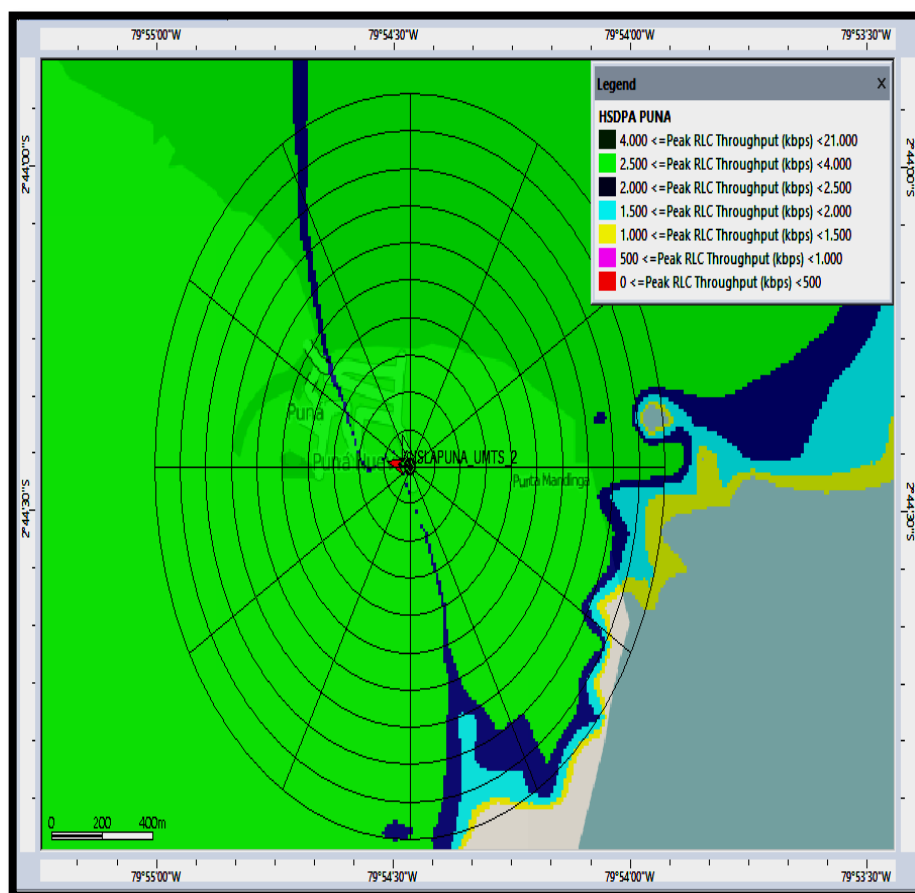 79°55'00"W 79°54'30"W 79°54'00"W 79°53'30"W
Legend X
HSDPA PUNA
4.000 <=Peak RLC Throughput (kbps) <21.000
2.500 <=Peak RLC Throughput (kbps) <4.000
2.000 <=Peak RLC Throughput (kbps) <2.500
1.500 <=Peak RLC Throughput (kbps) <2.000
1.000 <=Peak RLC Throughput (kbps) <1.500
500 <=Peak RLC Throughput (kbps) <1.000
0 <=Peak RLC Throughput (kbps) <500
2°44'00"S 2°44'00"S
Puna
Puná Nue
ISLAPUNA_UMTS_2
Punta Mandinga
2°44'30"S 2°44'30"S
0 200 400m
79°55'00"W 79°54'30"W 79°54'00"W 79°53'30"W